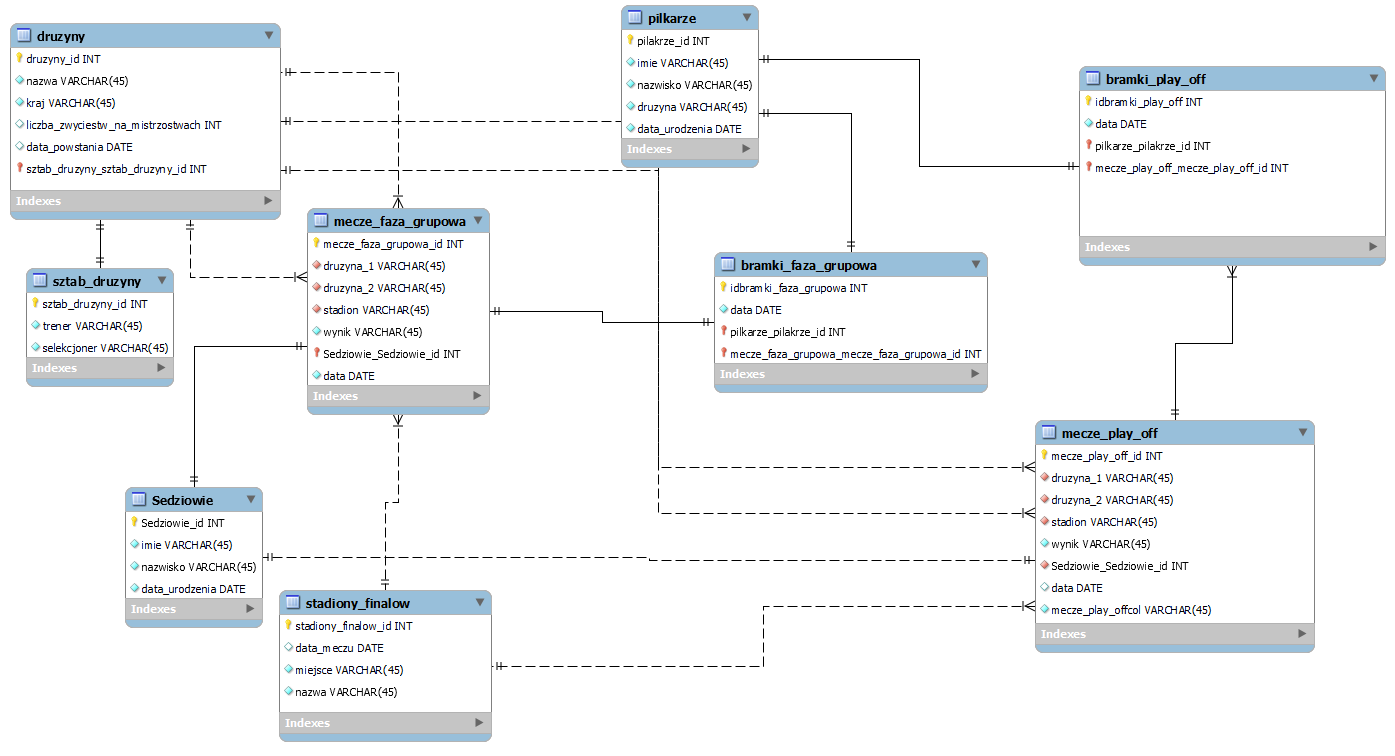 druzyny
druzyny_id INT
nazwa VARCHAR(45)
kraj VARCHAR(45)
liczba_zwyciestw_na_mistrzostwach INT
data_powstania DATE
sztab_druzyny_sztab_druzyny_id INT
Indexes
pilkarze
pilakrze_id INT
imie VARCHAR(45)
nazwisko VARCHAR(45)
druzyna VARCHAR(45)
data_urodzenia DATE
Indexes
bramki_play_off
idbramki_play_off INT
data DATE
pilkarze_pilakrze_id INT
mecze_play_off_mecze_play_off_id INT
Indexes
mecze_faza_grupowa
mecze_faza_grupowa_id INT
druzyna_1 VARCHAR(45)
druzyna_2 VARCHAR(45)
stadion VARCHAR(45)
wynik VARCHAR(45)
Sedziowie_Sedziowie_id INT
data DATE
Indexes
sztab_druzyny
sztab_druzyny_id INT
trener VARCHAR(45)
selekcjoner VARCHAR(45)
Indexes
bramki_faza_grupowa
idbramki_faza_grupowa INT
data DATE
pilkarze_pilakrze_id INT
mecze_faza_grupowa_mecze_faza_grupowa_id INT
Indexes
mecze_play_off
mecze_play_off_id INT
druzyna_1 VARCHAR(45)
druzyna_2 VARCHAR(45)
stadion VARCHAR(45)
wynik VARCHAR(45)
Sedziowie_Sedziowie_id INT
data DATE
mecze_play_offcol VARCHAR(45)
Indexes
Sedziowie
Sedziowie_id INT
imie VARCHAR(45)
nazwisko VARCHAR(45)
data_urodzenia DATE
Indexes
stadiony_finalow
stadiony_finalow_id INT
data_meczu DATE
miejsce VARCHAR(45)
nazwa VARCHAR(45)
Indexes